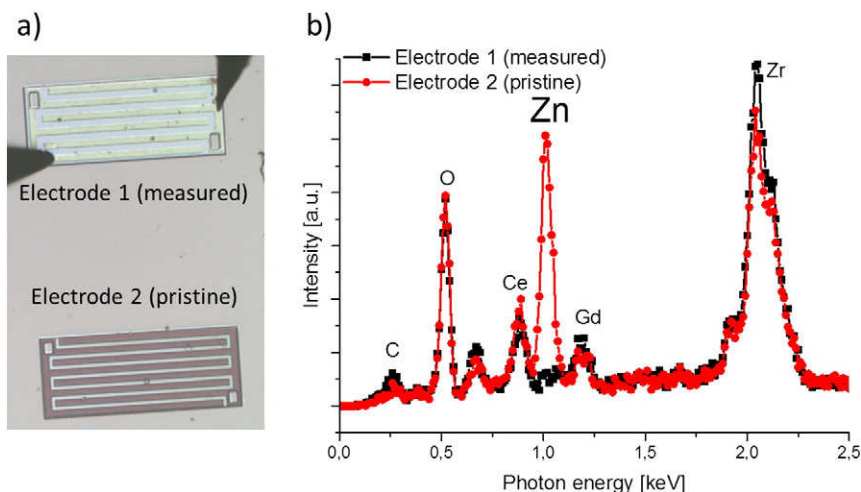 a)
Electrode 1 (measured)
Electrode 2 (pristine)
b)
Electrode 1 (measured)
Electrode 2 (pristine)
Zn
Zr
O
Ce
Gd
C
Intensity [a.u.]
0,0 0,5 1,0 1,5 2,0 2,5
Photon energy [keV]